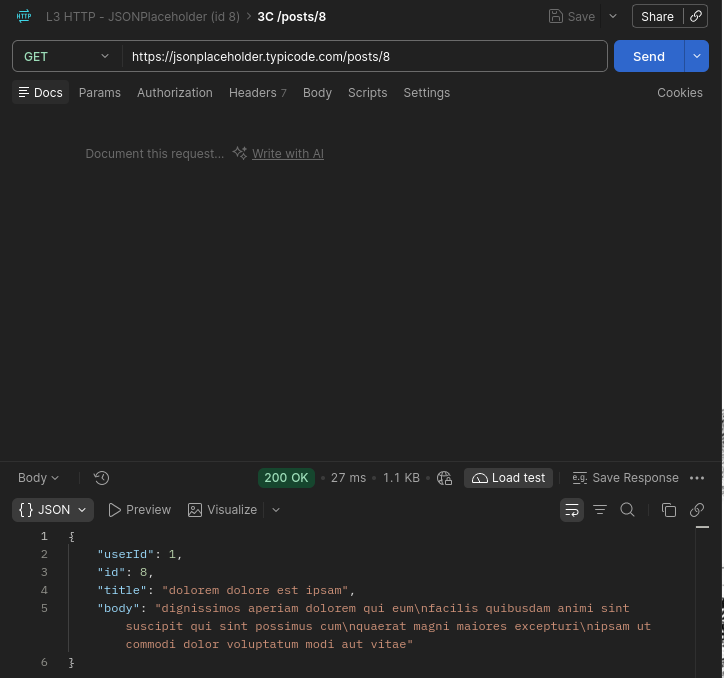 HTTP L3 HTTP - JSONPlaceholder (id 8) > 3C /posts/8 Save Share
GET https://jsonplaceholder.typicode.com/posts/8 Send
Docs Params Authorization Headers 7 Body Scripts Settings Cookies
Document this request... Write with AI
Body 200 OK • 27 ms • 1.1 KB • Load test e.g. Save Response
{} JSON Preview Visualize
1 {
2 "userId": 1,
3 "id": 8,
4 "title": "dolorem dolore est ipsam",
5 "body": "dignissimos aperiam dolorem qui eum\nfacilis quibusdam animi sint
suscipit qui sint possimus cum\nquaerat magni maiores excepturi\nipsam ut
commodi dolor voluptatum modi aut vitae"
6 }